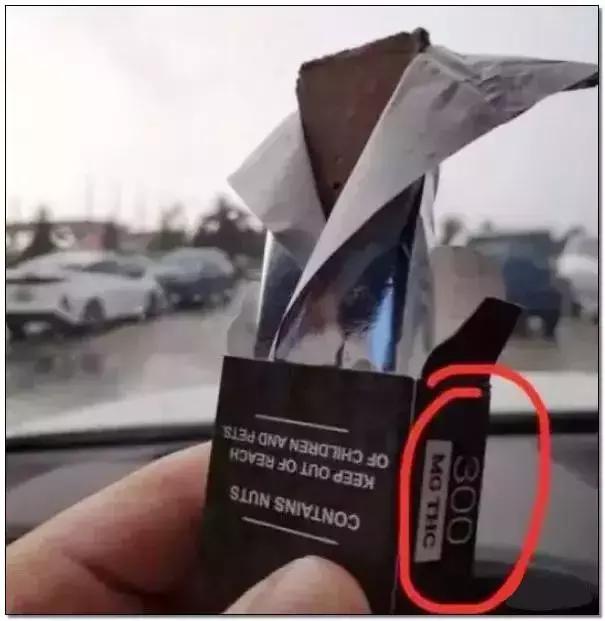 CONTAINS NUTS
KEEP OUT OF REACH
OF CHILDREN AND PETS.
300
MG THC